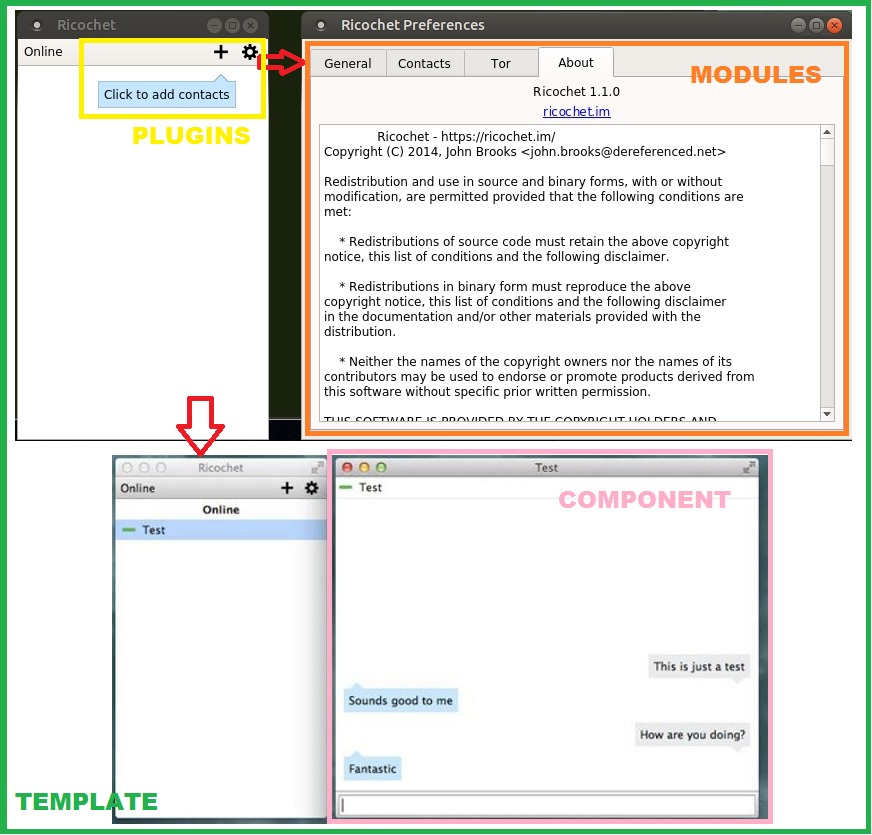 Ricochet
Online
Click to add contacts
PLUGINS
Ricochet Preferences
General Contacts Tor About
MODULES
Ricochet 1.1.0
ricochet.im
Ricochet - https://ricochet.im/
Copyright (C) 2014, John Brooks <john.brooks@dereferenced.net>
Redistribution and use in source and binary forms, with or without
modification, are permitted provided that the following conditions are
met:
* Redistributions of source code must retain the above copyright
notice, this list of conditions and the following disclaimer.
* Redistributions in binary form must reproduce the above
copyright notice, this list of conditions and the following disclaimer
in the documentation and/or other materials provided with the
distribution.
* Neither the names of the copyright owners nor the names of its
contributors may be used to endorse or promote products derived from
this software without specific prior written permission.
THIS SOFTWARE IS PROVIDED BY THE COPYRIGHT HOLDERS AND
Ricochet
Online
Online
Test
Test
Test
COMPONENT
This is just a test
Sounds good to me
How are you doing?
Fantastic
TEMPLATE